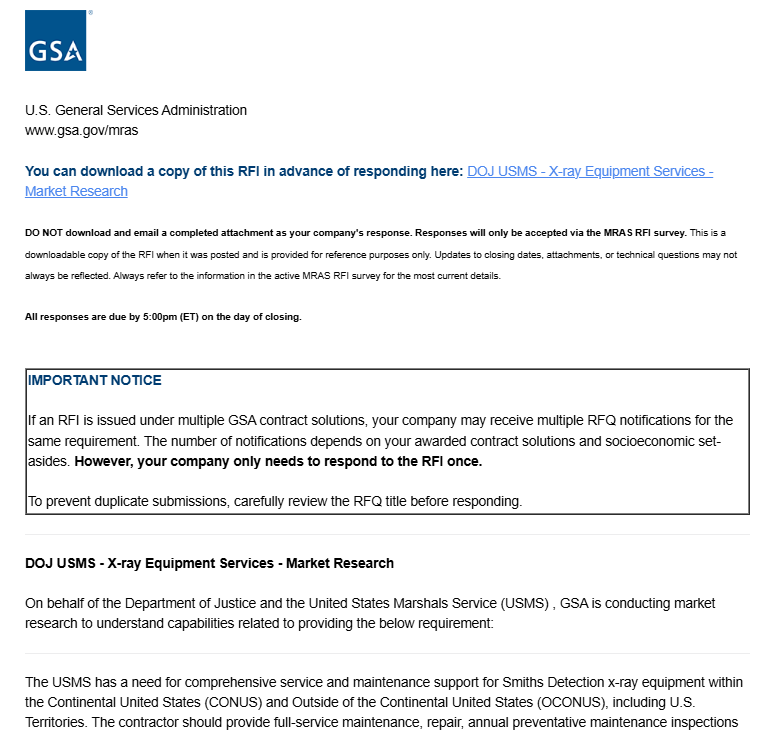 GSA
®
U.S. General Services Administration
www.gsa.gov/mras
You can download a copy of this RFI in advance of responding here: DOJ USMS - X-ray Equipment Services -
Market Research
DO NOT download and email a completed attachment as your company's response. Responses will only be accepted via the MRAS RFI survey. This is a
downloadable copy of the RFI when it was posted and is provided for reference purposes only. Updates to closing dates, attachments, or technical questions may not
always be reflected. Always refer to the information in the active MRAS RFI survey for the most current details.
All responses are due by 5:00pm (ET) on the day of closing.
IMPORTANT NOTICE
If an RFI is issued under multiple GSA contract solutions, your company may receive multiple RFQ notifications for the
same requirement. The number of notifications depends on your awarded contract solutions and socioeconomic set-
asides. However, your company only needs to respond to the RFI once.
To prevent duplicate submissions, carefully review the RFQ title before responding.
DOJ USMS - X-ray Equipment Services - Market Research
On behalf of the Department of Justice and the United States Marshals Service (USMS) , GSA is conducting market
research to understand capabilities related to providing the below requirement:
The USMS has a need for comprehensive service and maintenance support for Smiths Detection x-ray equipment within
the Continental United States (CONUS) and Outside of the Continental United States (OCONUS), including U.S.
Territories. The contractor should provide full-service maintenance, repair, annual preventative maintenance inspections